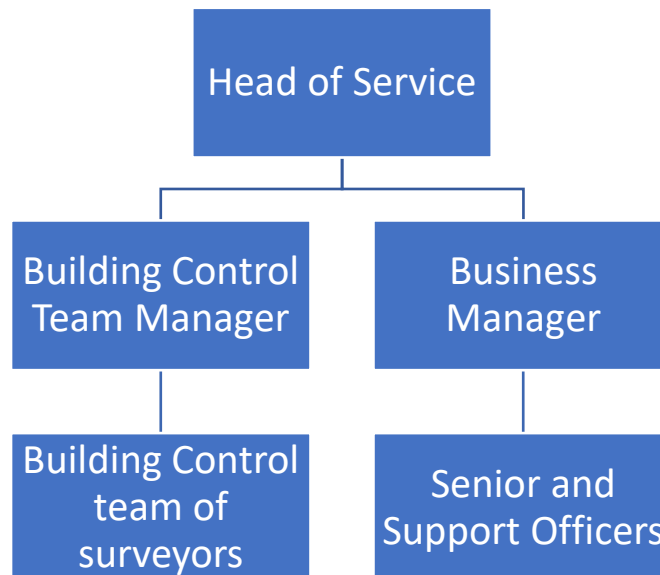 Head of Service
Building Control
Team Manager
Business
Manager
Building Control
team of
surveyors
Senior and
Support Officers